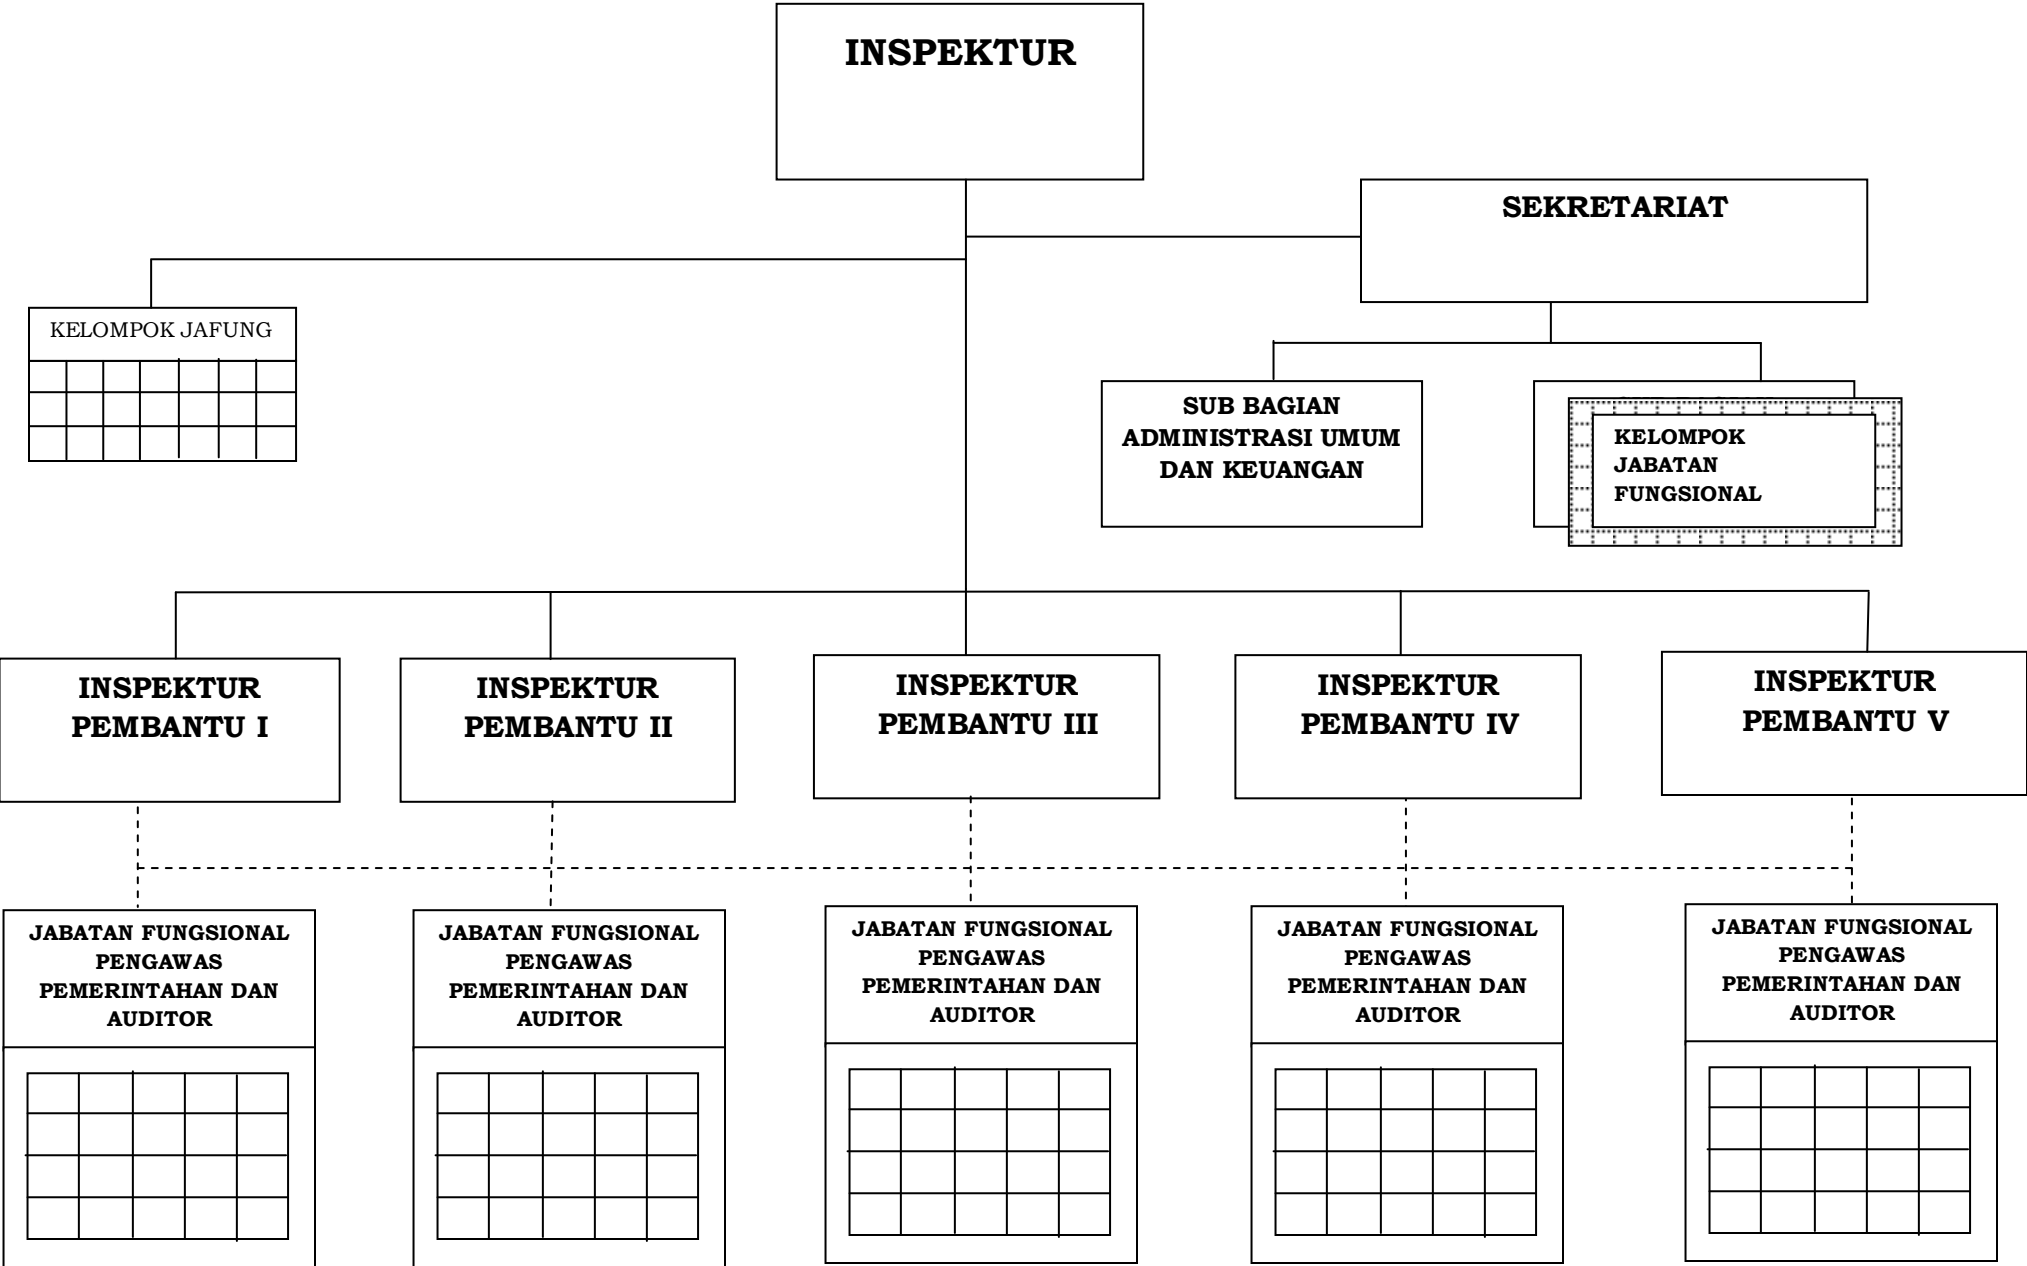 INSPEKTUR
SEKRETARIAT
KELOMPOK JAFUNG
SUB BAGIAN
ADMINISTRASI UMUM
DAN KEUANGAN
KELOMPOK
JABATAN
FUNGSIONAL
INSPEKTUR
PEMBANTU I
INSPEKTUR
PEMBANTU II
INSPEKTUR
PEMBANTU III
INSPEKTUR
PEMBANTU IV
INSPEKTUR
PEMBANTU V
JABATAN FUNGSIONAL
PENGAWAS
PEMERINTAHAN DAN
AUDITOR
JABATAN FUNGSIONAL
PENGAWAS
PEMERINTAHAN DAN
AUDITOR
JABATAN FUNGSIONAL
PENGAWAS
PEMERINTAHAN DAN
AUDITOR
JABATAN FUNGSIONAL
PENGAWAS
PEMERINTAHAN DAN
AUDITOR
JABATAN FUNGSIONAL
PENGAWAS
PEMERINTAHAN DAN
AUDITOR